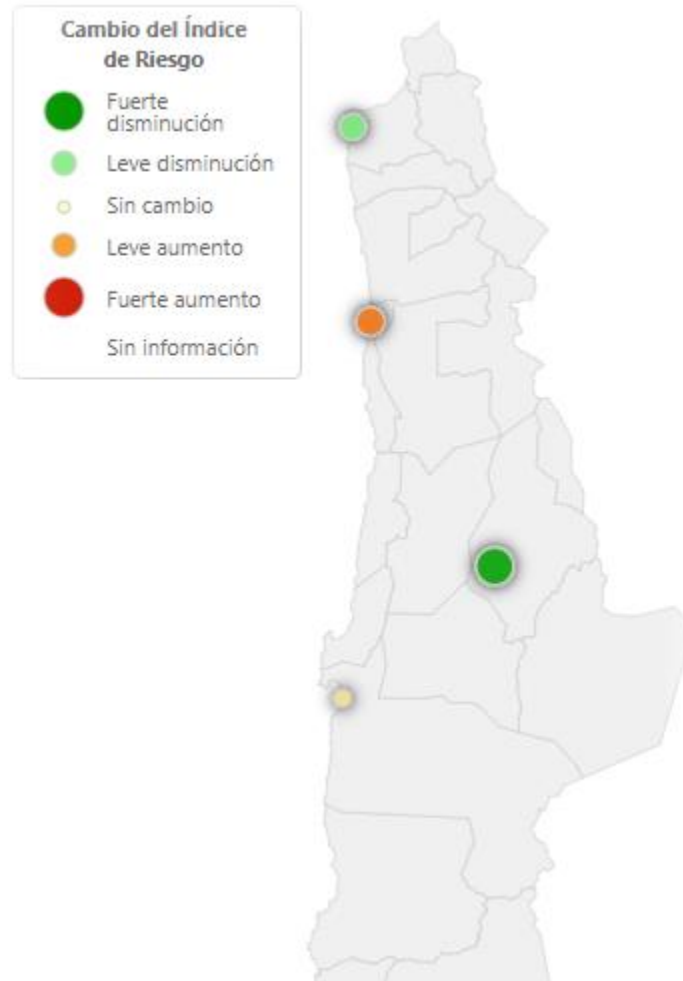 Cambio del Índice
de Riesgo
Fuerte
disminución
Leve disminución
Sin cambio
Leve aumento
Fuerte aumento
Sin información